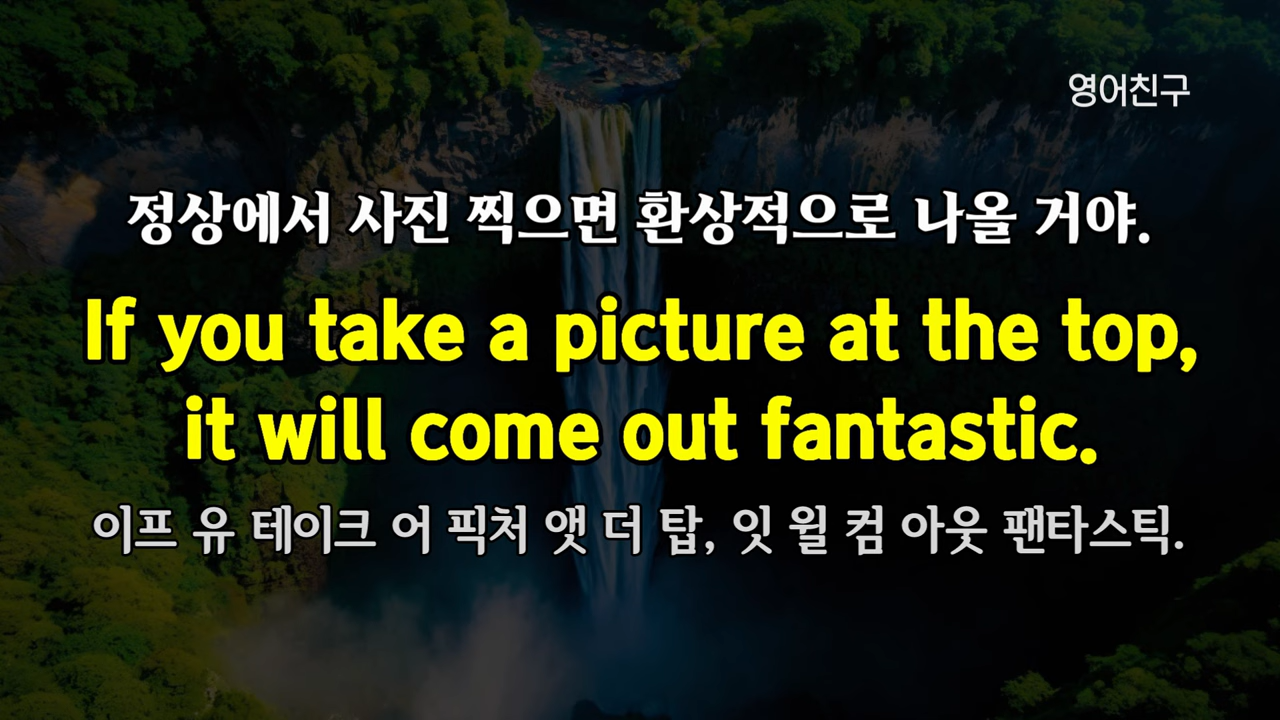 영어친구
정상에서 사진 찍으면 환상적으로 나올 거야.
If you take a picture at the top,
it will come out fantastic.
이프 유 테이크 어 픽처 앳 더 탑, 잇 윌 컴 아웃 팬타스틱.